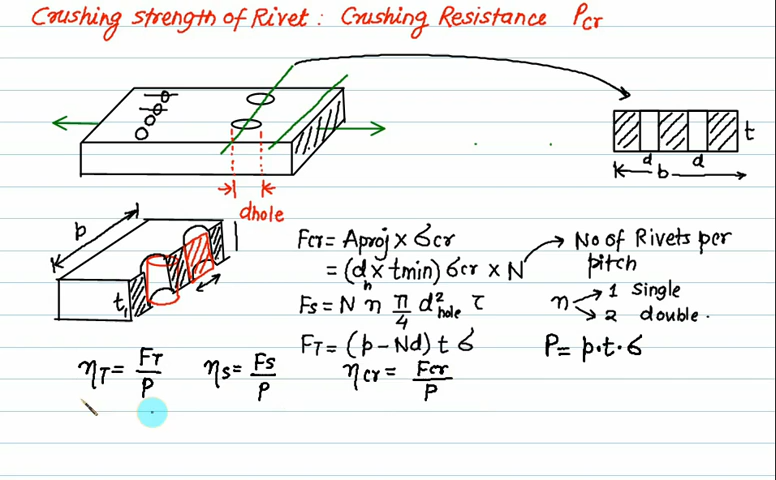 Crushing strength of Rivet : Crushing Resistance Pcr
t
d d
b
dhole
p
t1
Fcr = Aproj × σcr
= (dh × tmin) σcr × N → No of Rivets per pitch
Fs = N n π/4 d²hole τ
n → 1 single
→ 2 double.
FT = (p - Nd) t σ
P = p·t·σ
ηT = FT/P ηs = Fs/P ηcr = Fcr/P